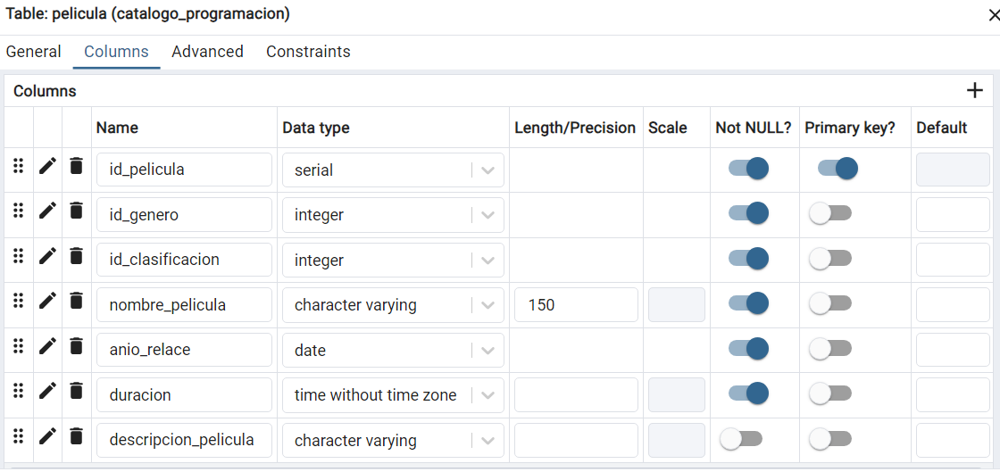 Table: pelicula (catalogo_programacion)
General Columns Advanced Constraints
Columns
Name Data type Length/Precision Scale Not NULL? Primary key? Default
id_pelicula serial
id_genero integer
id_clasificacion integer
nombre_pelicula character varying 150
anio_relace date
duracion time without time zone
descripcion_pelicula character varying